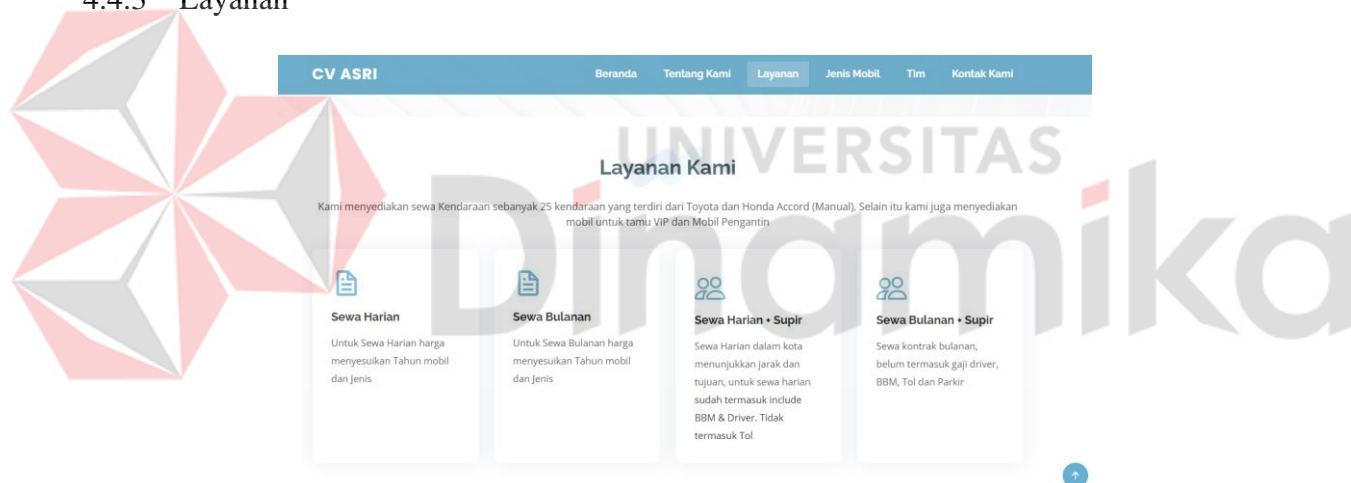 4.4.3 Layanan
CV ASRI
Beranda Tentang Kami Layanan Jenis Mobil Tim Kontak Kami
UNIVERSITAS
Dinamika
Layanan Kami
Kami menyediakan sewa Kendaraan sebanyak 25 kendaraan yang terdiri dari Toyota dan Honda Accord (Manual), Selain itu kami juga menyediakan
mobil untuk tamu VIP dan Mobil Pengantin
Sewa Harian
Untuk Sewa Harian harga
menyesuikan Tahun mobil
dan Jenis
Sewa Bulanan
Untuk Sewa Bulanan harga
menyesuikan Tahun mobil
dan Jenis
Sewa Harian + Supir
Sewa Harian dalam kota
menunjukkan jarak dan
tujuan, untuk sewa harian
sudah termasuk include
BBM & Driver. Tidak
termasuk Tol
Sewa Bulanan + Supir
Sewa kontrak bulanan,
belum termasuk gaji driver,
BBM, Tol dan Parkir